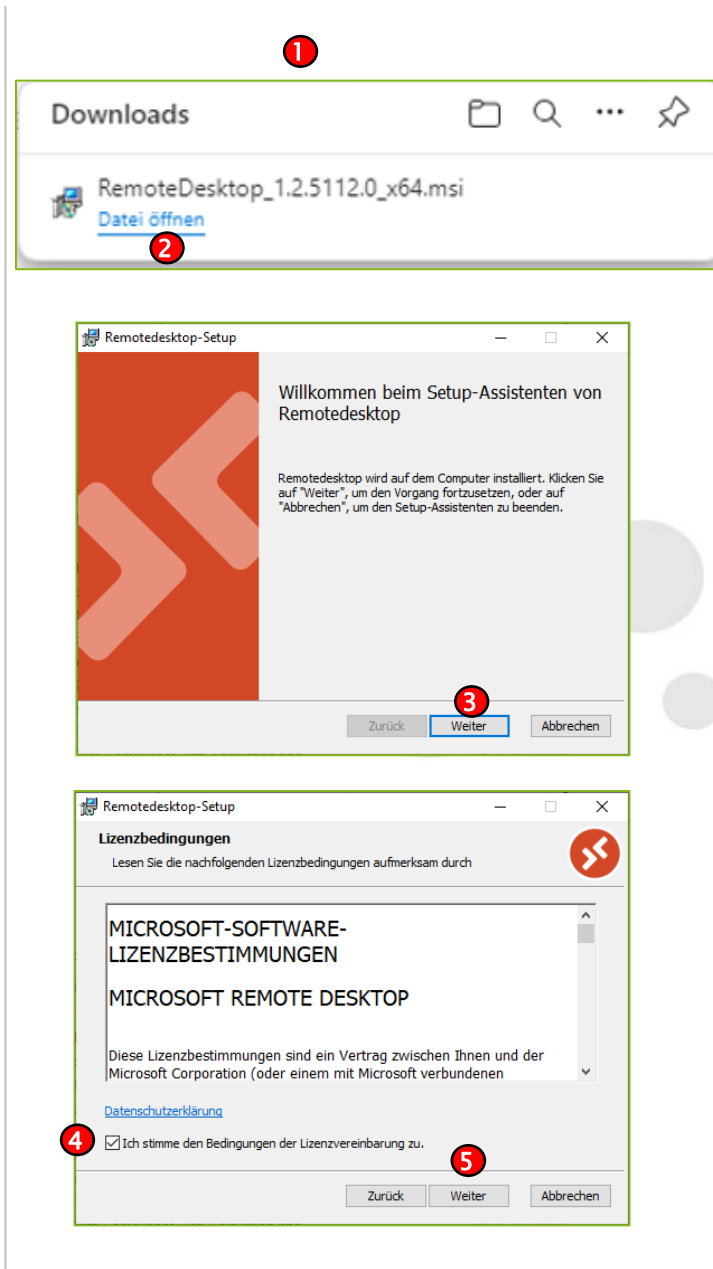 1
Downloads
RemoteDesktop_1.2.5112.0_x64.msi
Datei öffnen
2
Remotedesktop-Setup
Willkommen beim Setup-Assistenten von
Remotedesktop
Remotedesktop wird auf dem Computer installiert. Klicken Sie
auf "Weiter", um den Vorgang fortzusetzen, oder auf
"Abbrechen", um den Setup-Assistenten zu beenden.
3
Zurück Weiter Abbrechen
Remotedesktop-Setup
Lizenzbedingungen
Lesen Sie die nachfolgenden Lizenzbedingungen aufmerksam durch
MICROSOFT-SOFTWARE-
LIZENZBESTIMMUNGEN
MICROSOFT REMOTE DESKTOP
Diese Lizenzbestimmungen sind ein Vertrag zwischen Ihnen und der
Microsoft Corporation (oder einem mit Microsoft verbundenen
Datenschutzerklärung
4 Ich stimme den Bedingungen der Lizenzvereinbarung zu.
5
Zurück Weiter Abbrechen